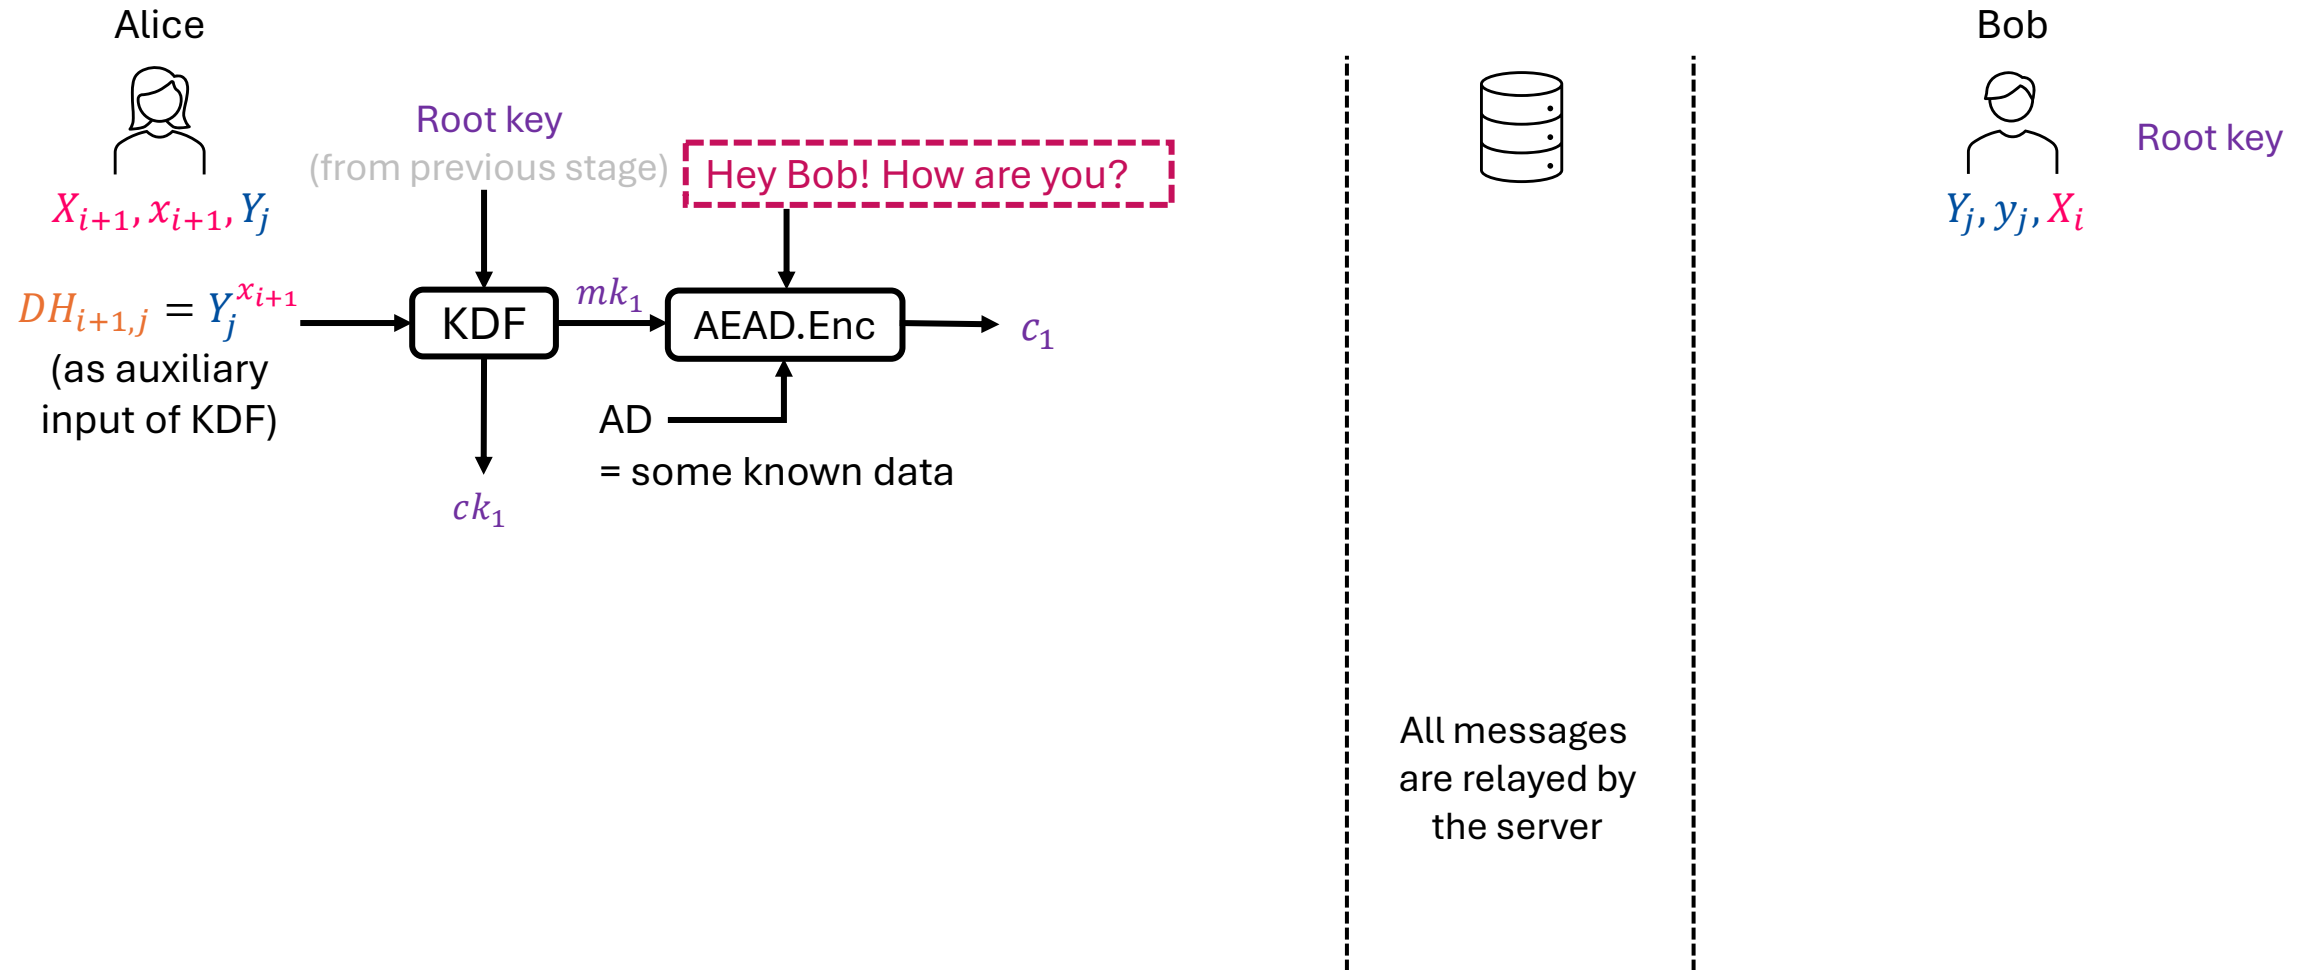 Alice
Bob
Root key
(from previous stage)
Hey Bob! How are you?
Root key
X_{i+1}, x_{i+1}, Y_j
Y_j, y_j, X_i
DH_{i+1,j} = Y_j^{x_{i+1}}
(as auxiliary
input of KDF)
KDF
mk_1
AEAD.Enc
c_1
AD
= some known data
ck_1
All messages
are relayed by
the server